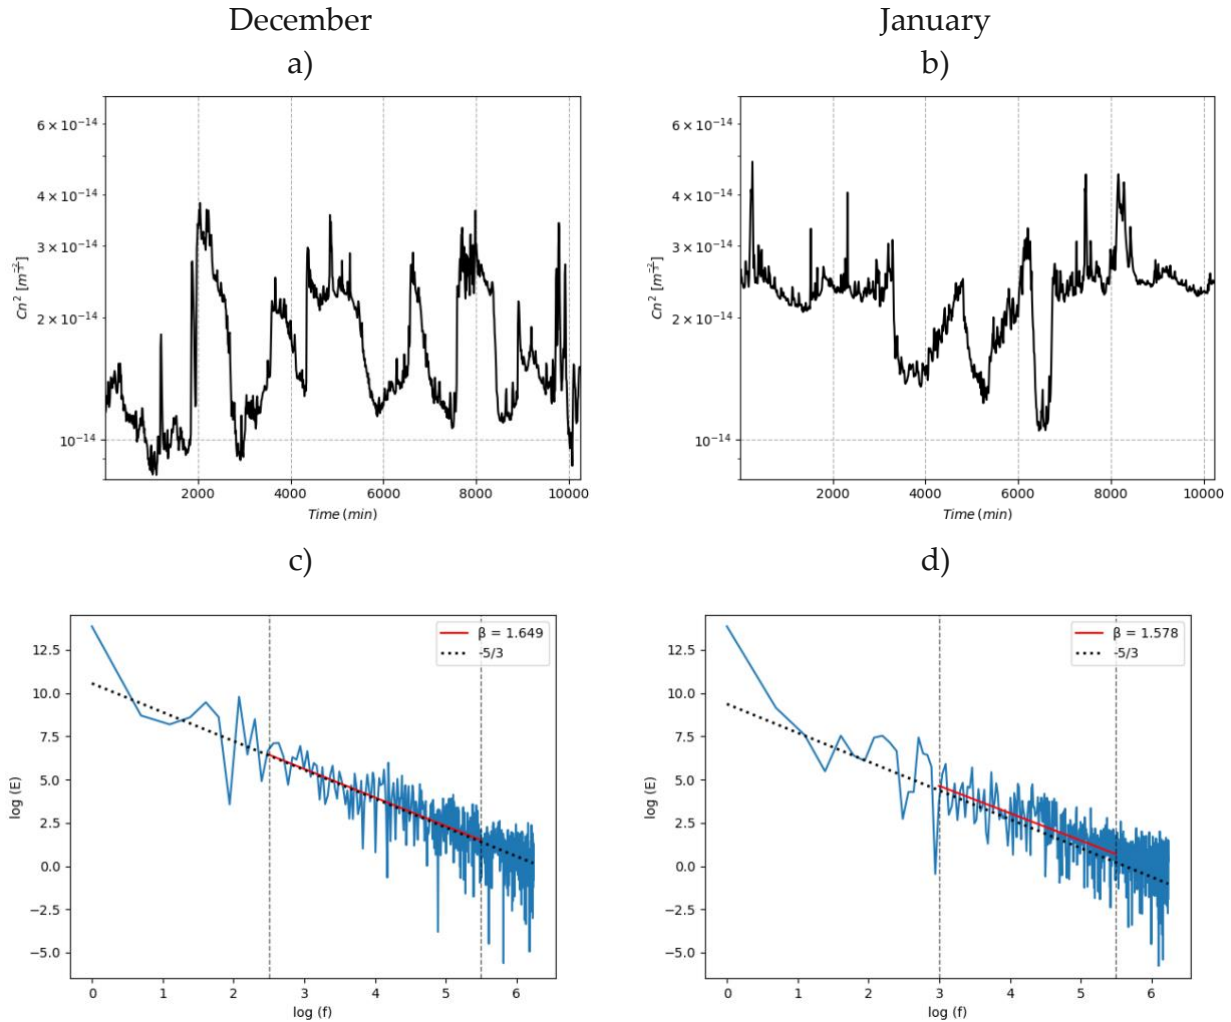 December
January
a)
b)
6 × 10⁻¹⁴
4 × 10⁻¹⁴
3 × 10⁻¹⁴
2 × 10⁻¹⁴
10⁻¹⁴
Cn² [m^-2/3]
2000 4000 6000 8000 10000
Time (min)
6 × 10⁻¹⁴
4 × 10⁻¹⁴
3 × 10⁻¹⁴
2 × 10⁻¹⁴
10⁻¹⁴
2000 4000 6000 8000 10000
Time (min)
c)
d)
β = 1.649
-5/3
12.5
10.0
7.5
5.0
2.5
0.0
−2.5
−5.0
log (E)
0 1 2 3 4 5 6
log (f)
β = 1.578
-5/3
12.5
10.0
7.5
5.0
2.5
0.0
−2.5
−5.0
log (E)
0 1 2 3 4 5 6
log (f)